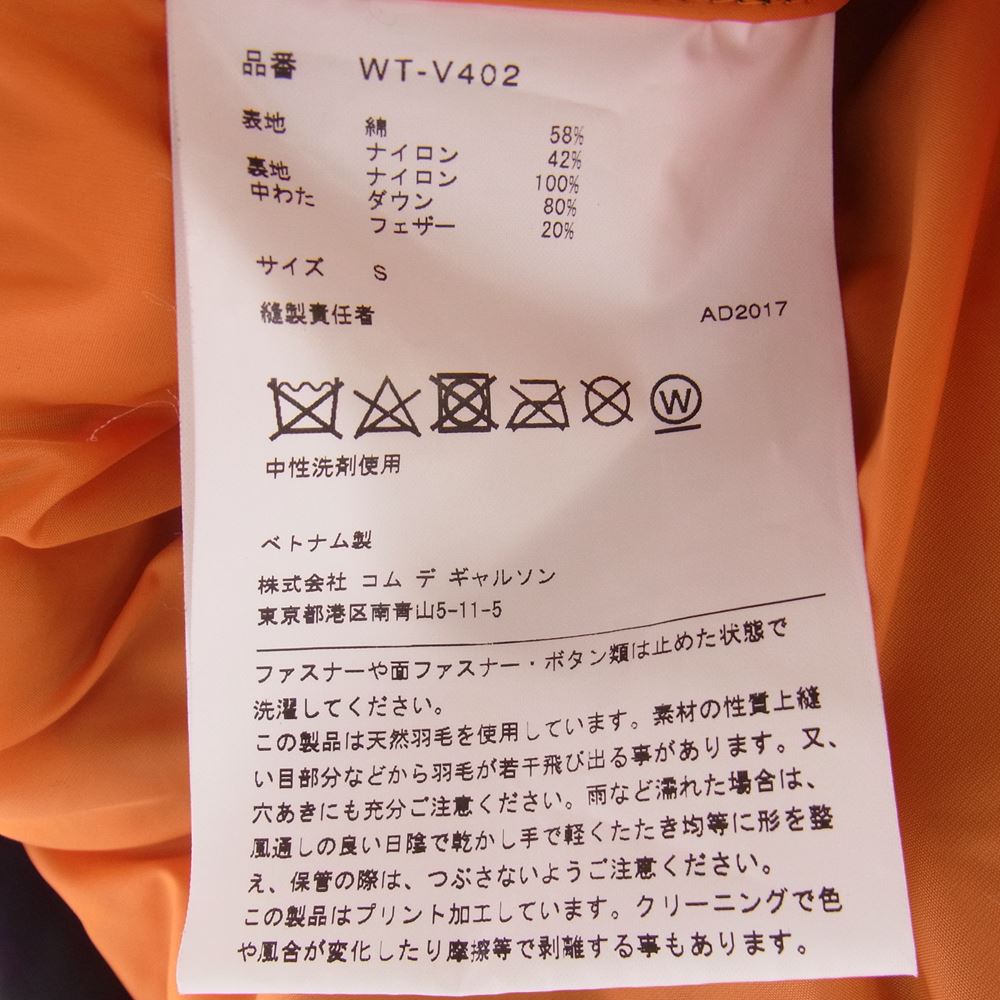 品番 WT-V402
表地 綿 58%
ナイロン 42%
裏地 ナイロン 100%
中わた ダウン 80%
フェザー 20%
サイズ S
縫製責任者 AD2017
W
中性洗剤使用
ベトナム製
株式会社 コム デ ギャルソン
東京都港区南青山5-11-5
ファスナーや面ファスナー・ボタン類は止めた状態で
洗濯してください。
この製品は天然羽毛を使用しています。素材の性質上縫
い目部分などから羽毛が若干飛び出る事があります。又、
穴あきにも充分ご注意ください。雨など濡れた場合は、
風通しの良い日陰で乾かし手で軽くたたき均等に形を整
え、保管の際は、つぶさないようご注意ください。
この製品はプリント加工しています。クリーニングで色
や風合が変化したり摩擦等で剥離する事もあります。